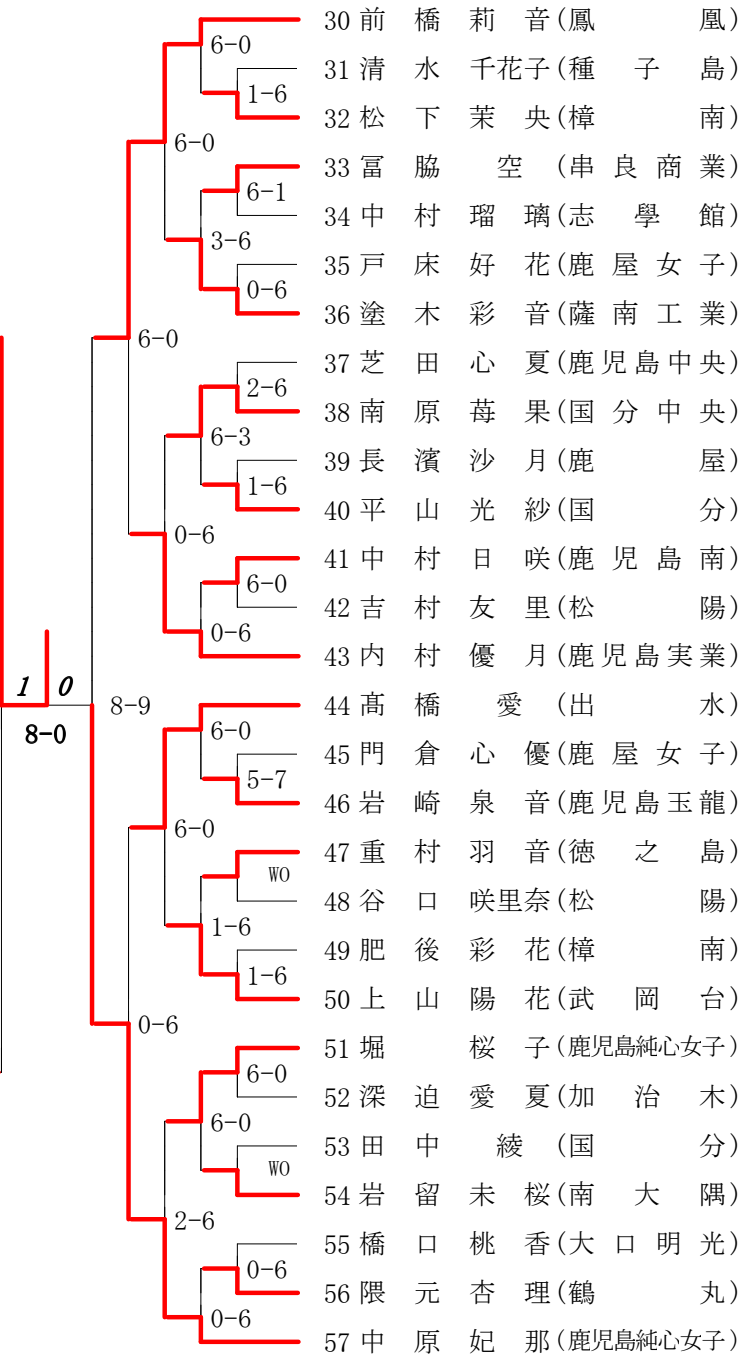 30 前橋莉音(鳳凰)
6-0
31 清水千花子(種子島)
1-6
32 松下茉央(樟南)
6-0
33 冨脇空(串良商業)
6-1
34 中村瑠璃(志學館)
3-6
35 戸床好花(鹿屋女子)
0-6
36 塗木彩音(薩南工業)
6-0
37 芝田心夏(鹿児島中央)
2-6
38 南原苺果(国分中央)
6-3
39 長濱沙月(鹿屋)
1-6
40 平山光紗(国分)
0-6
41 中村日咲(鹿児島南)
6-0
42 吉村友里(松陽)
0-6
43 内村優月(鹿児島実業)
1 0
8-9
8-0
44 髙橋愛(出水)
6-0
45 門倉心優(鹿屋女子)
5-7
46 岩崎泉音(鹿児島玉龍)
6-0
47 重村羽音(徳之島)
WO
48 谷口咲里奈(松陽)
1-6
49 肥後彩花(樟南)
1-6
50 上山陽花(武岡台)
0-6
51 堀桜子(鹿児島純心女子)
6-0
52 深迫愛夏(加治木)
6-0
53 田中綾(国分)
WO
54 岩留未桜(南大隅)
2-6
55 橋口桃香(大口明光)
0-6
56 隈元杏理(鶴丸)
0-6
57 中原妃那(鹿児島純心女子)